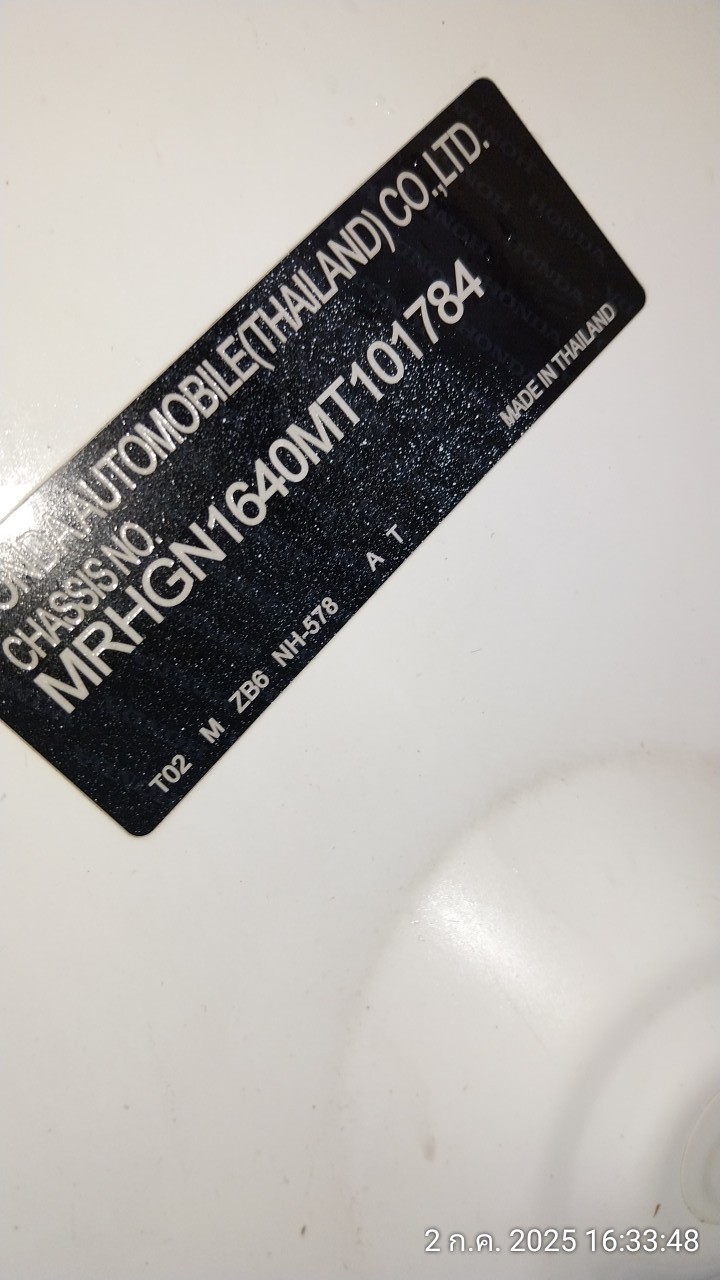 HONDA AUTOMOBILE(THAILAND) CO.,LTD.
CHASSIS NO.
MRHGN1640MT101784
MADE IN THAILAND
T02 M ZB6 NH-578 A T
2 ก.ค. 2025 16:33:48